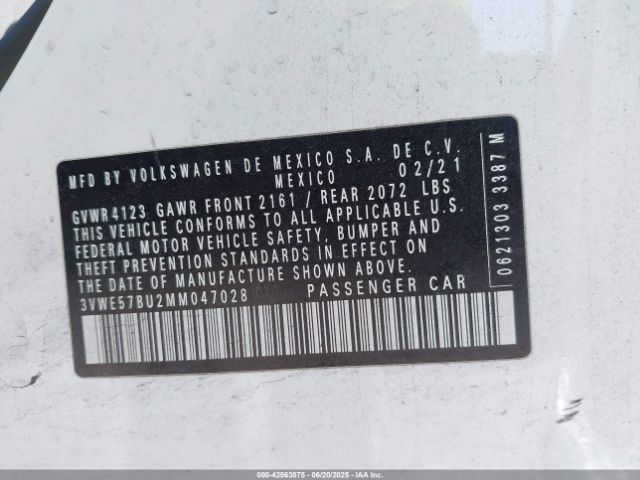 MFD BY VOLKSWAGEN DE MEXICO S.A. DE C.V.
MEXICO 02/21
GVWR 4123 GAWR FRONT 2161 / REAR 2072 LBS
THIS VEHICLE CONFORMS TO ALL APPLICABLE U.S.
FEDERAL MOTOR VEHICLE SAFETY, BUMPER AND
THEFT PREVENTION STANDARDS IN EFFECT ON
THE DATE OF MANUFACTURE SHOWN ABOVE.
3VWE57BU2MM047028 PASSENGER CAR
0621303 3387 M
000-42563875 - 06/20/2025 - IAA Inc.